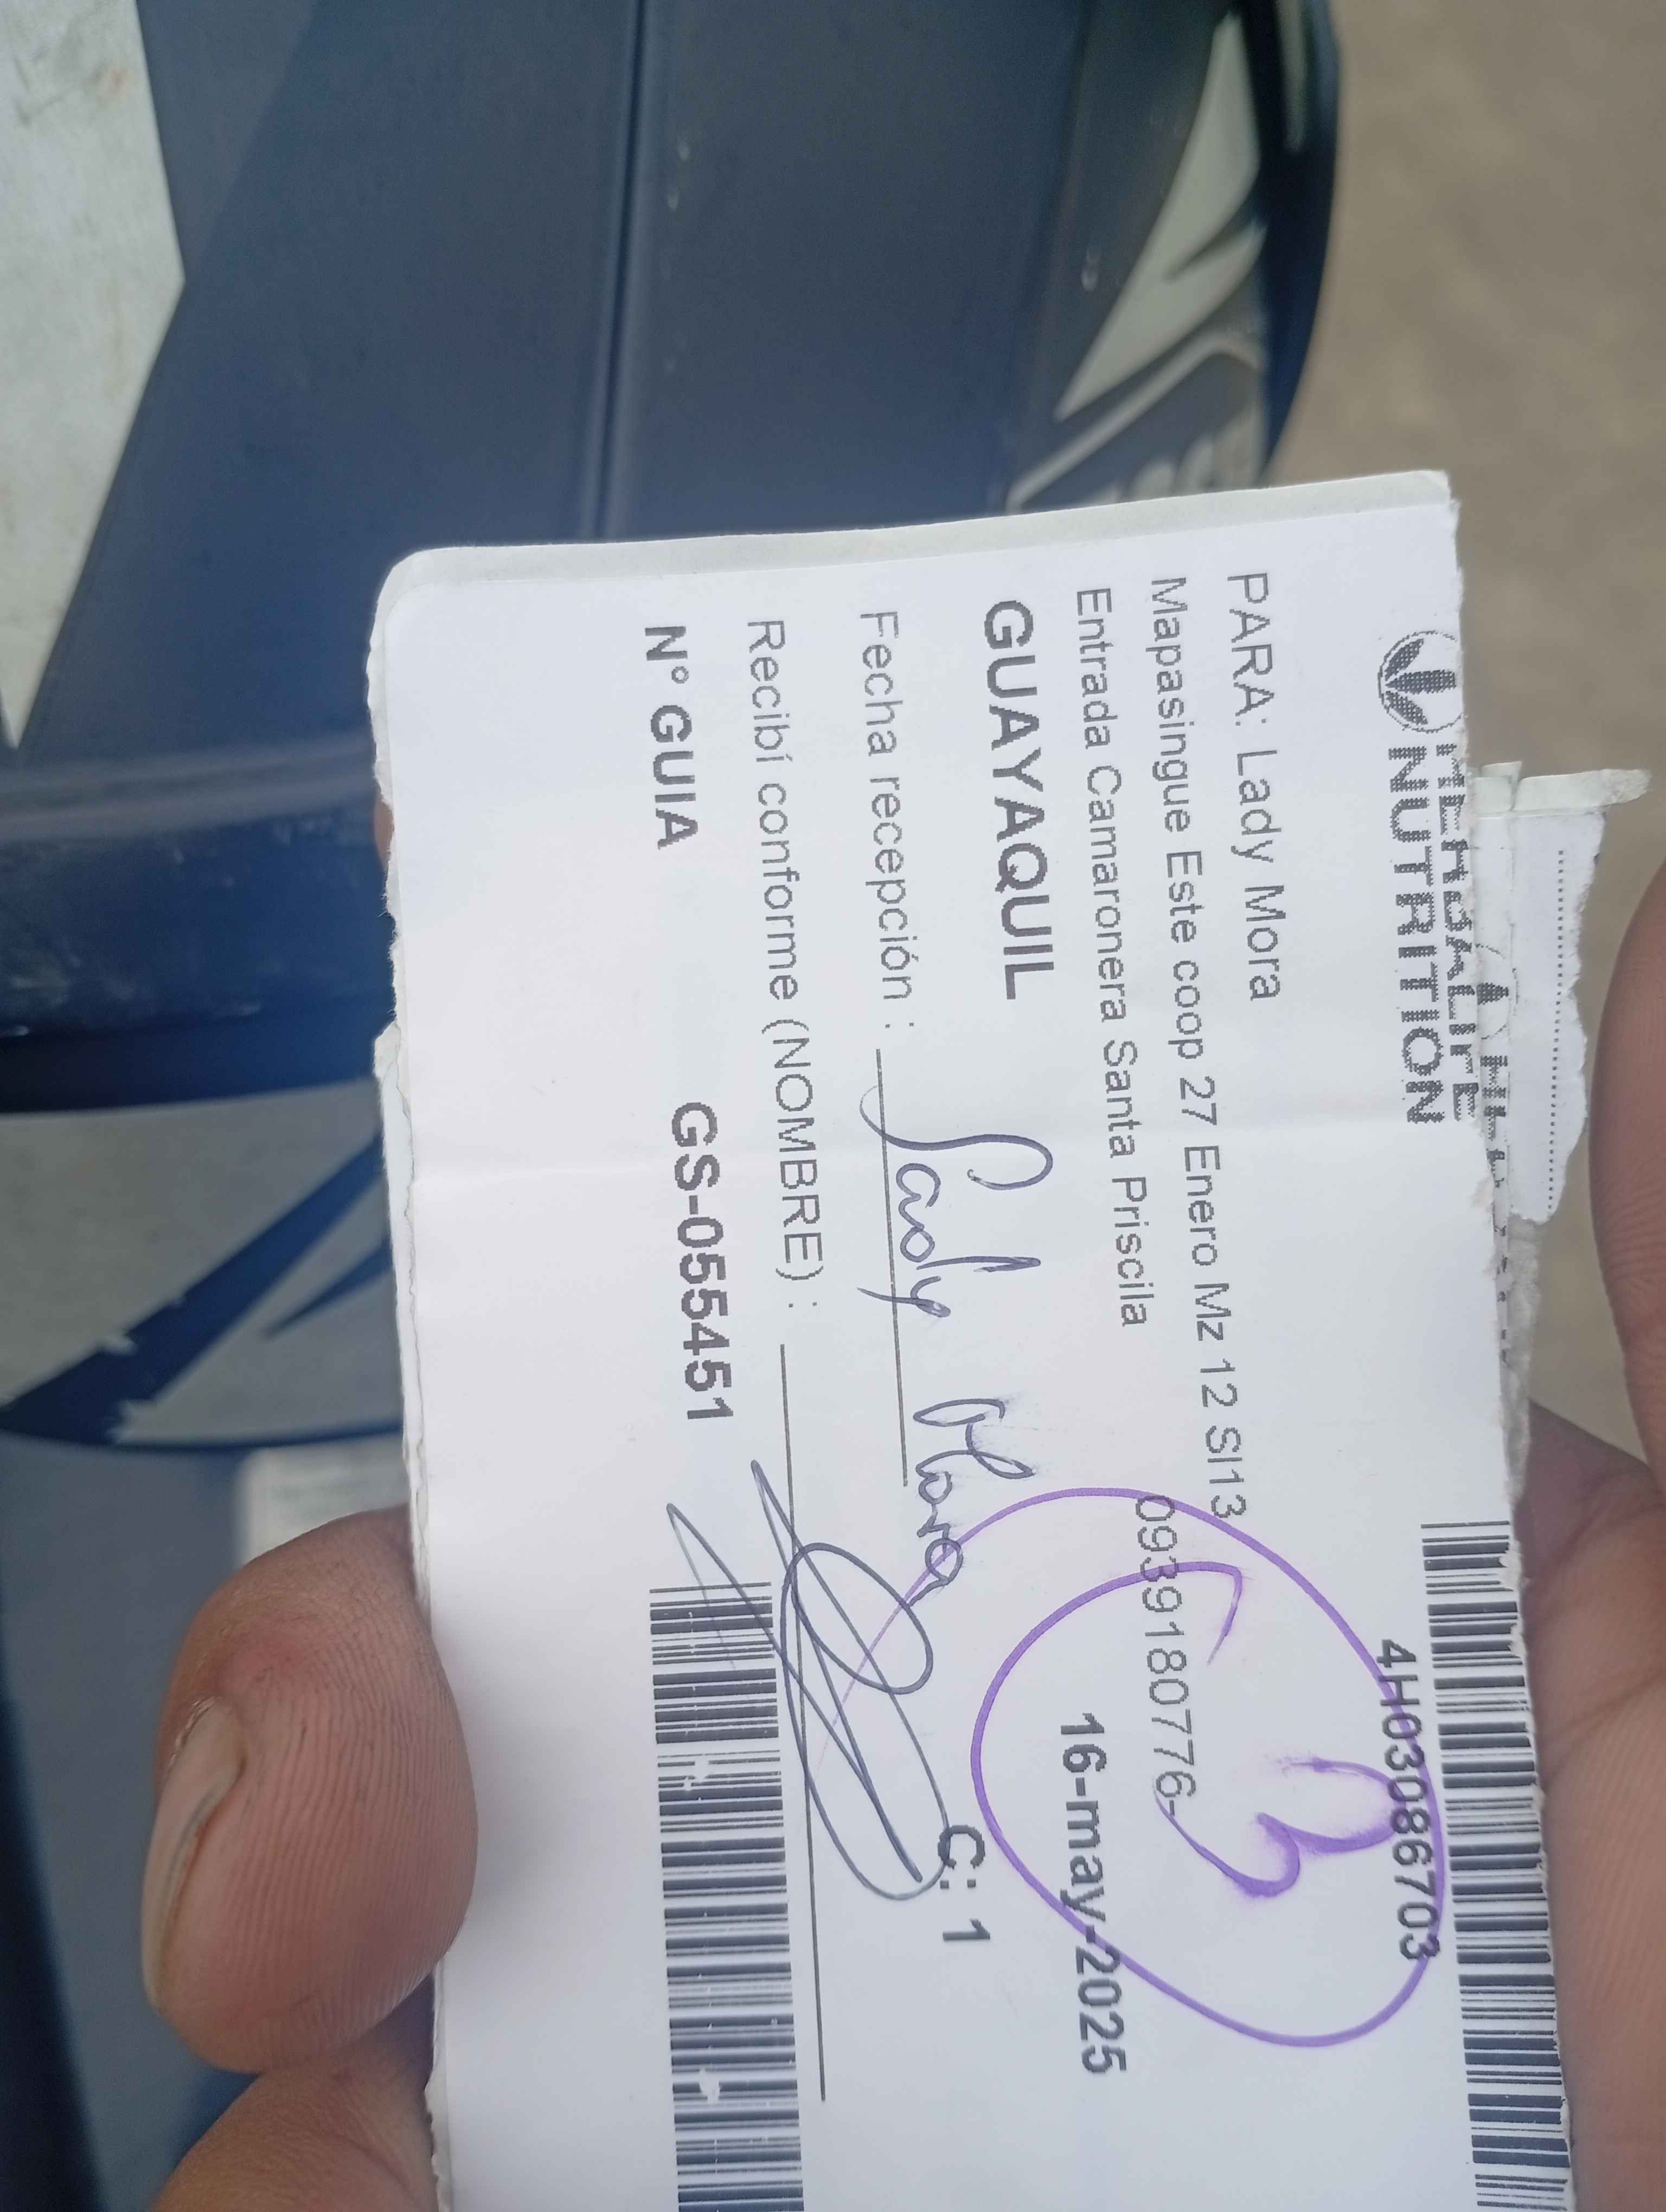 HERBALIFE
NUTRITION
4H03086703
PARA: Lady Mora
Mapasingue Este coop 27 Enero Mz 12 Sl13
Entrada Camaronera Santa Priscila
0939180776-
GUAYAQUIL
16-may-2025
Fecha recepción :
Lady Mora
C: 1
Recibí conforme (NOMBRE) :
N° GUIA
GS-055451